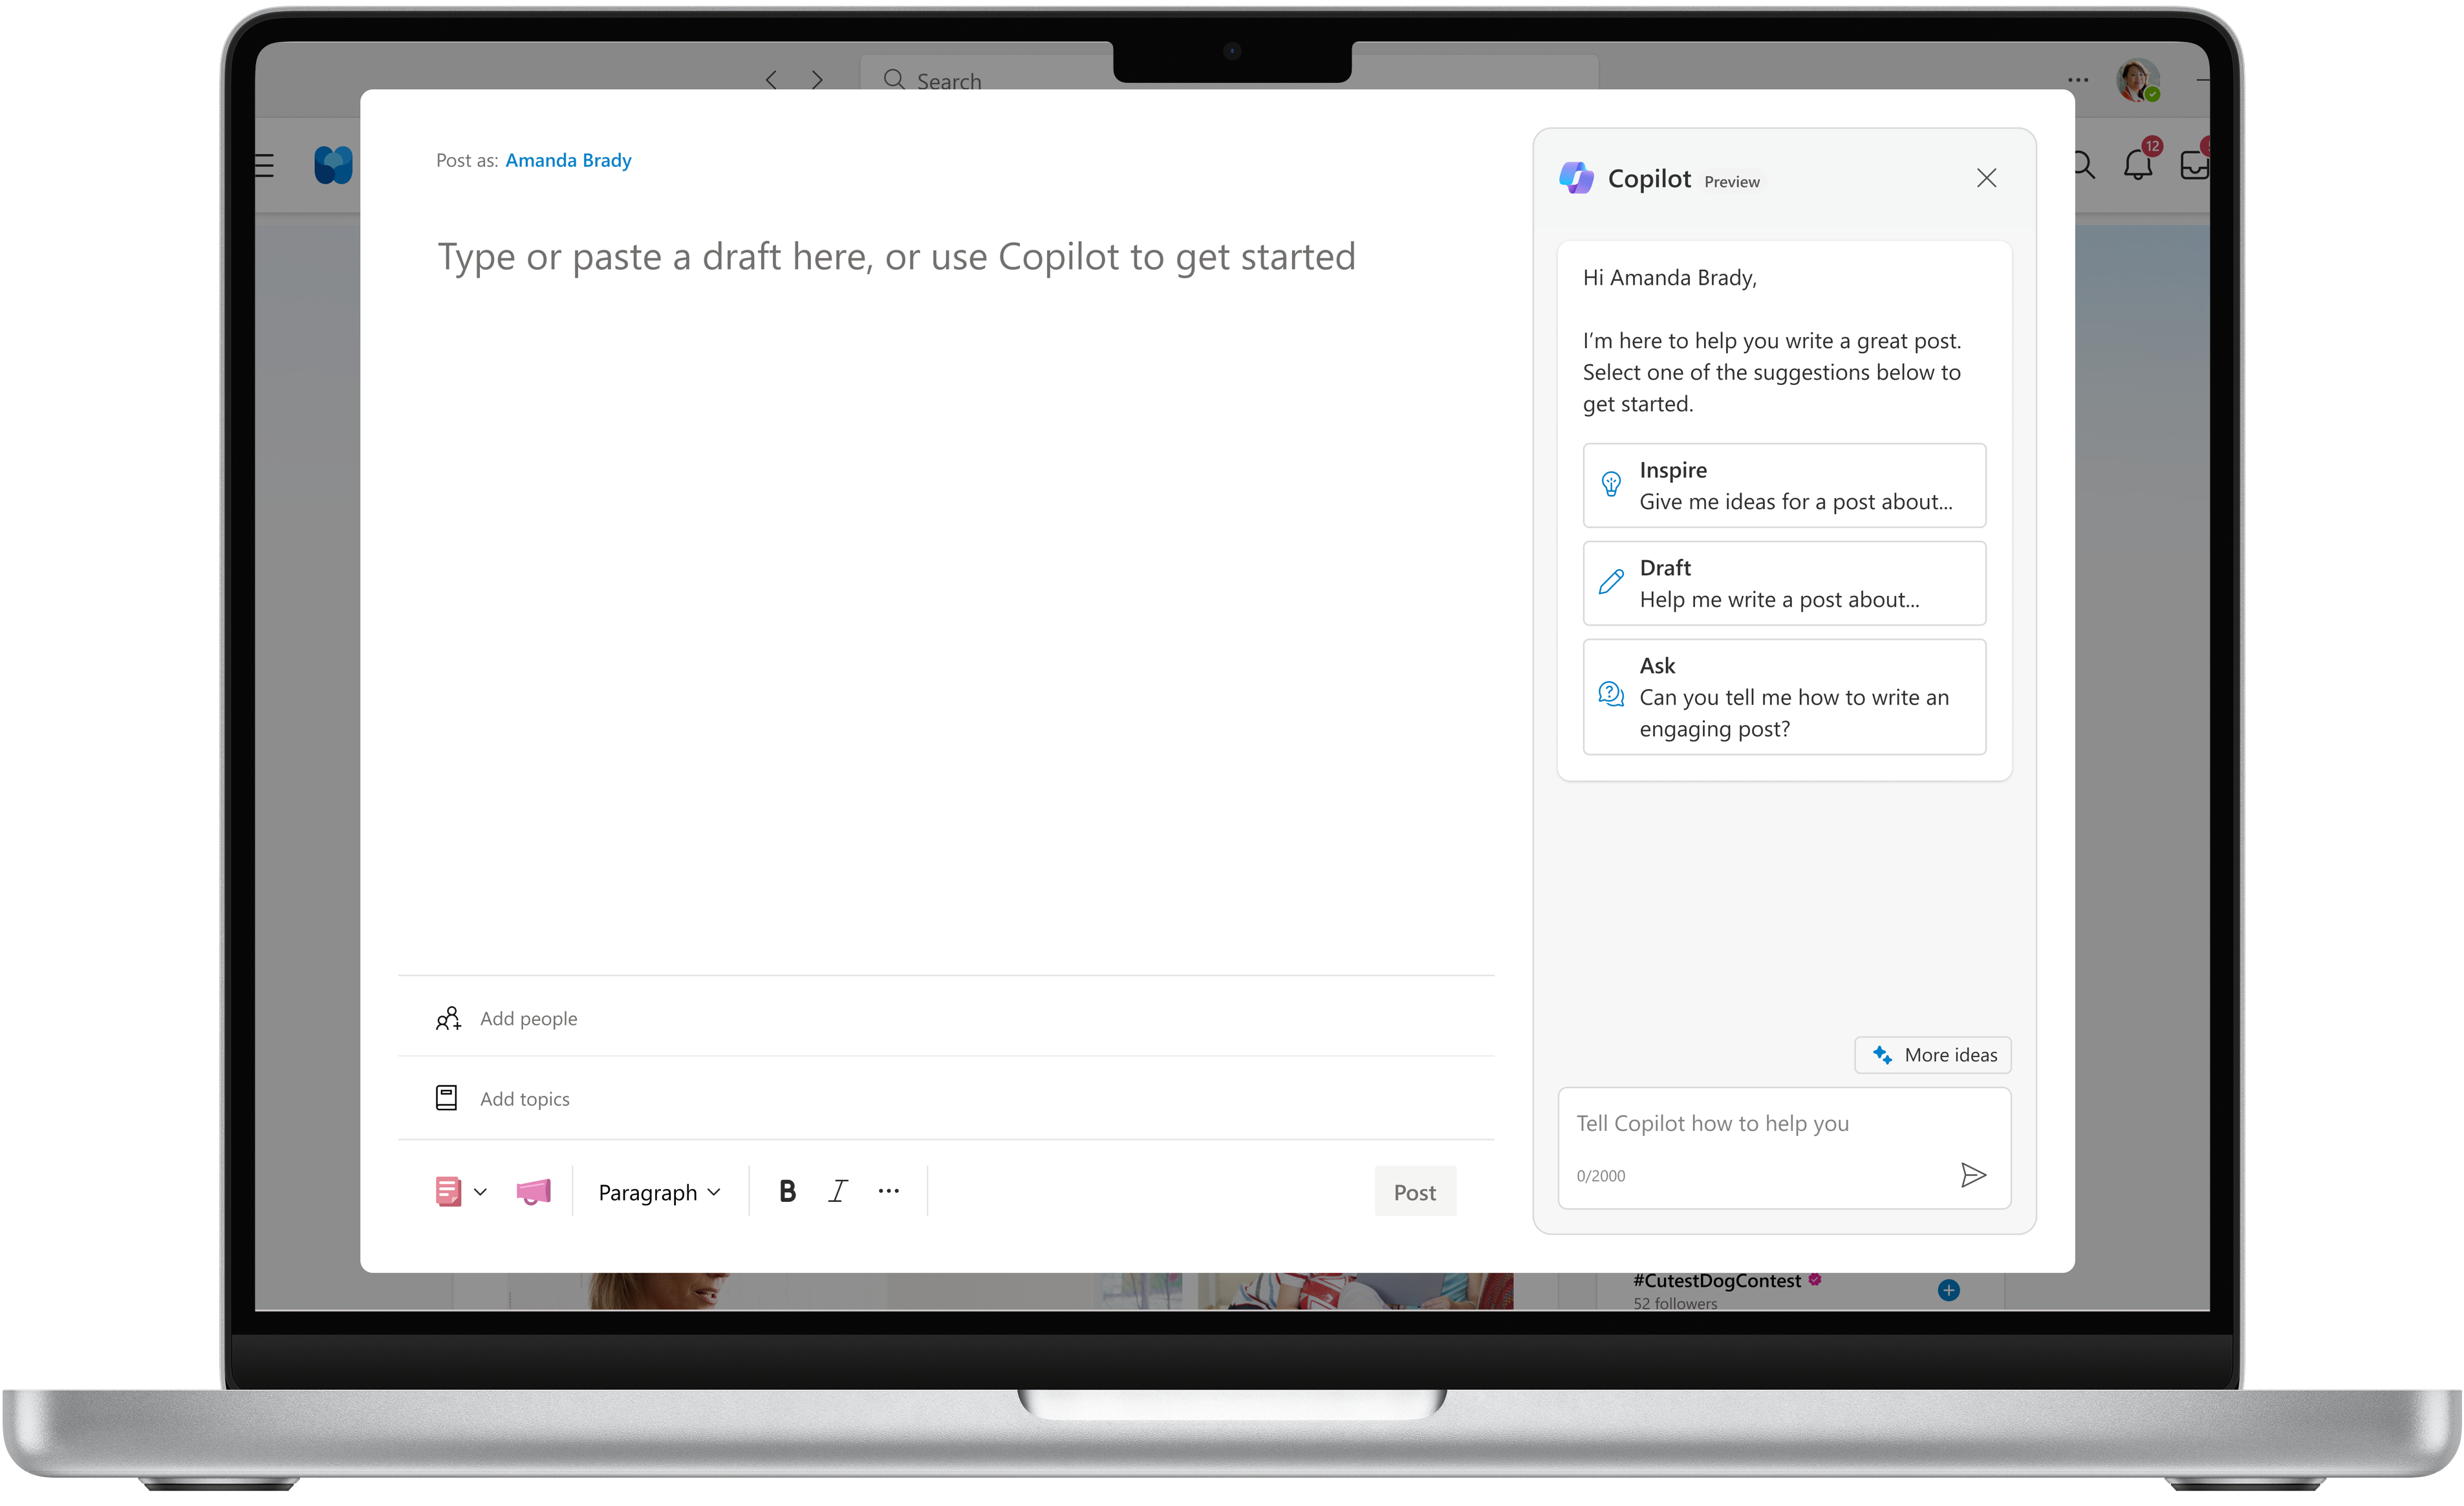 Search
12
Post as: Amanda Brady
Type or paste a draft here, or use Copilot to get started
Add people
Add topics
Paragraph
B I ...
Post
Copilot Preview
Hi Amanda Brady,
I’m here to help you write a great post.
Select one of the suggestions below to
get started.
Inspire
Give me ideas for a post about...
Draft
Help me write a post about...
Ask
Can you tell me how to write an
engaging post?
More ideas
Tell Copilot how to help you
0/2000
#CutestDogContest
52 followers